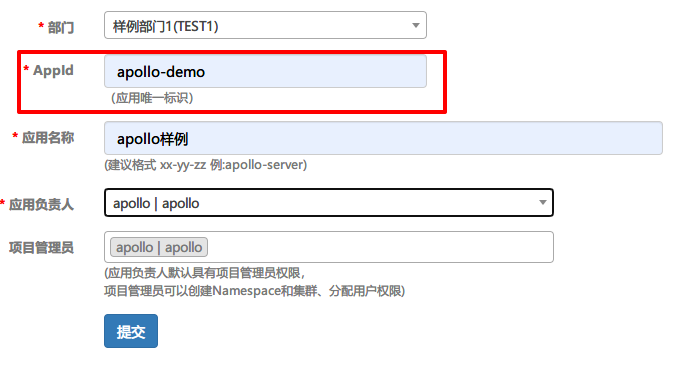 * 部门 样例部门1(TEST1)
* AppId apollo-demo
(应用唯一标识)
* 应用名称 apollo样例
(建议格式 xx-yy-zz 例:apollo-server)
* 应用负责人 apollo | apollo
项目管理员 apollo | apollo
(应用负责人默认具有项目管理员权限，
项目管理员可以创建Namespace和集群、分配用户权限)
提交